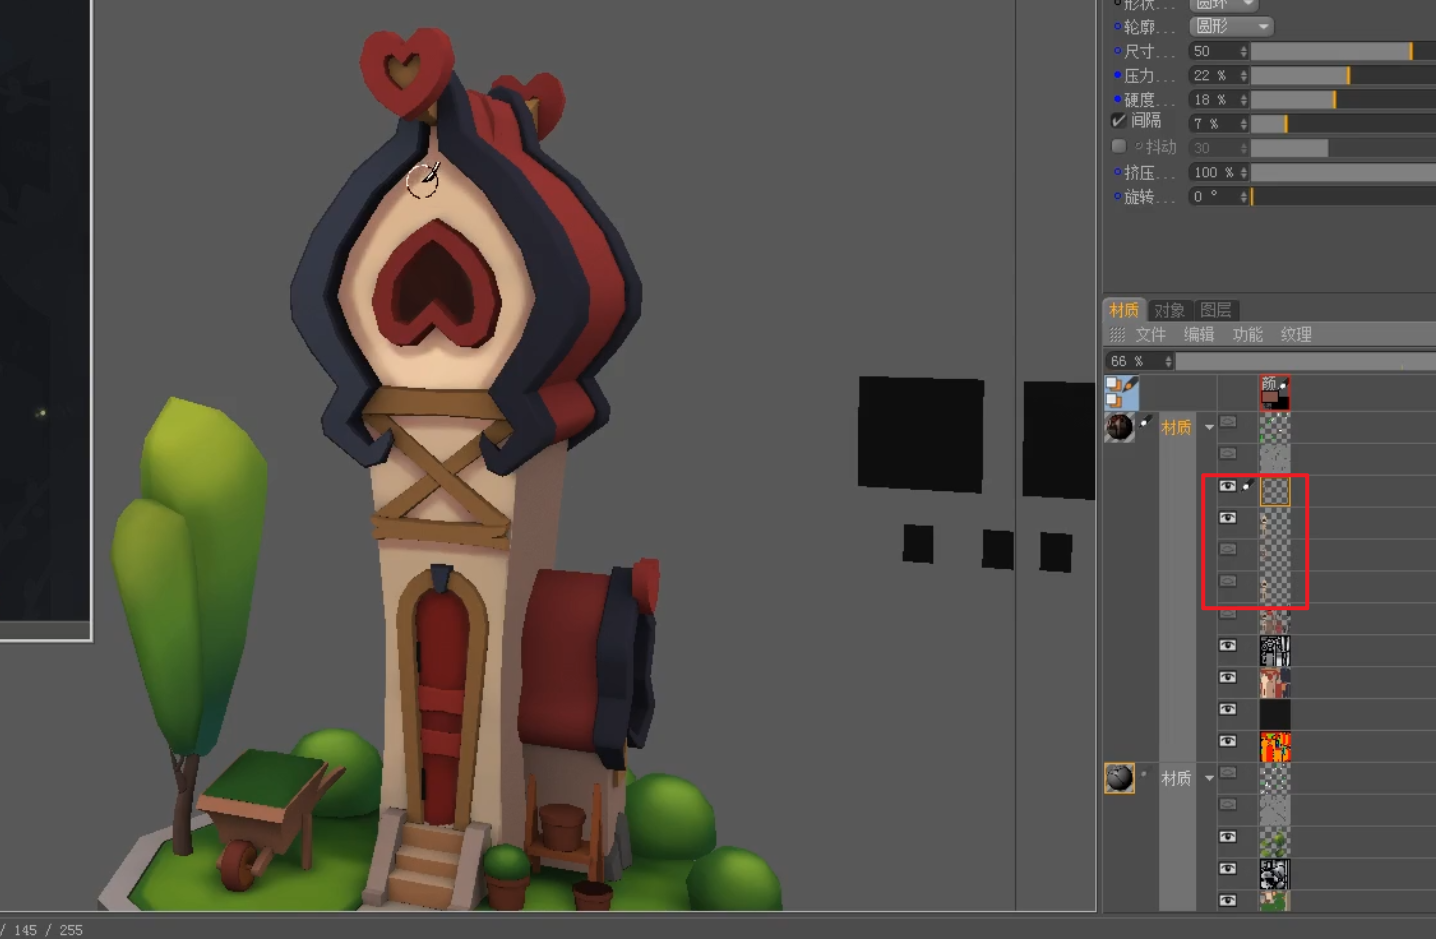 形状...
圆环
轮廓...
圆形
尺寸...
50
压力...
22 %
硬度...
18 %
间隔
7 %
抖动
30
挤压...
100 %
旋转...
0 °
材质
对象
图层
文件
编辑
功能
纹理
66 %
颜
材质
材质
/ 145 / 255